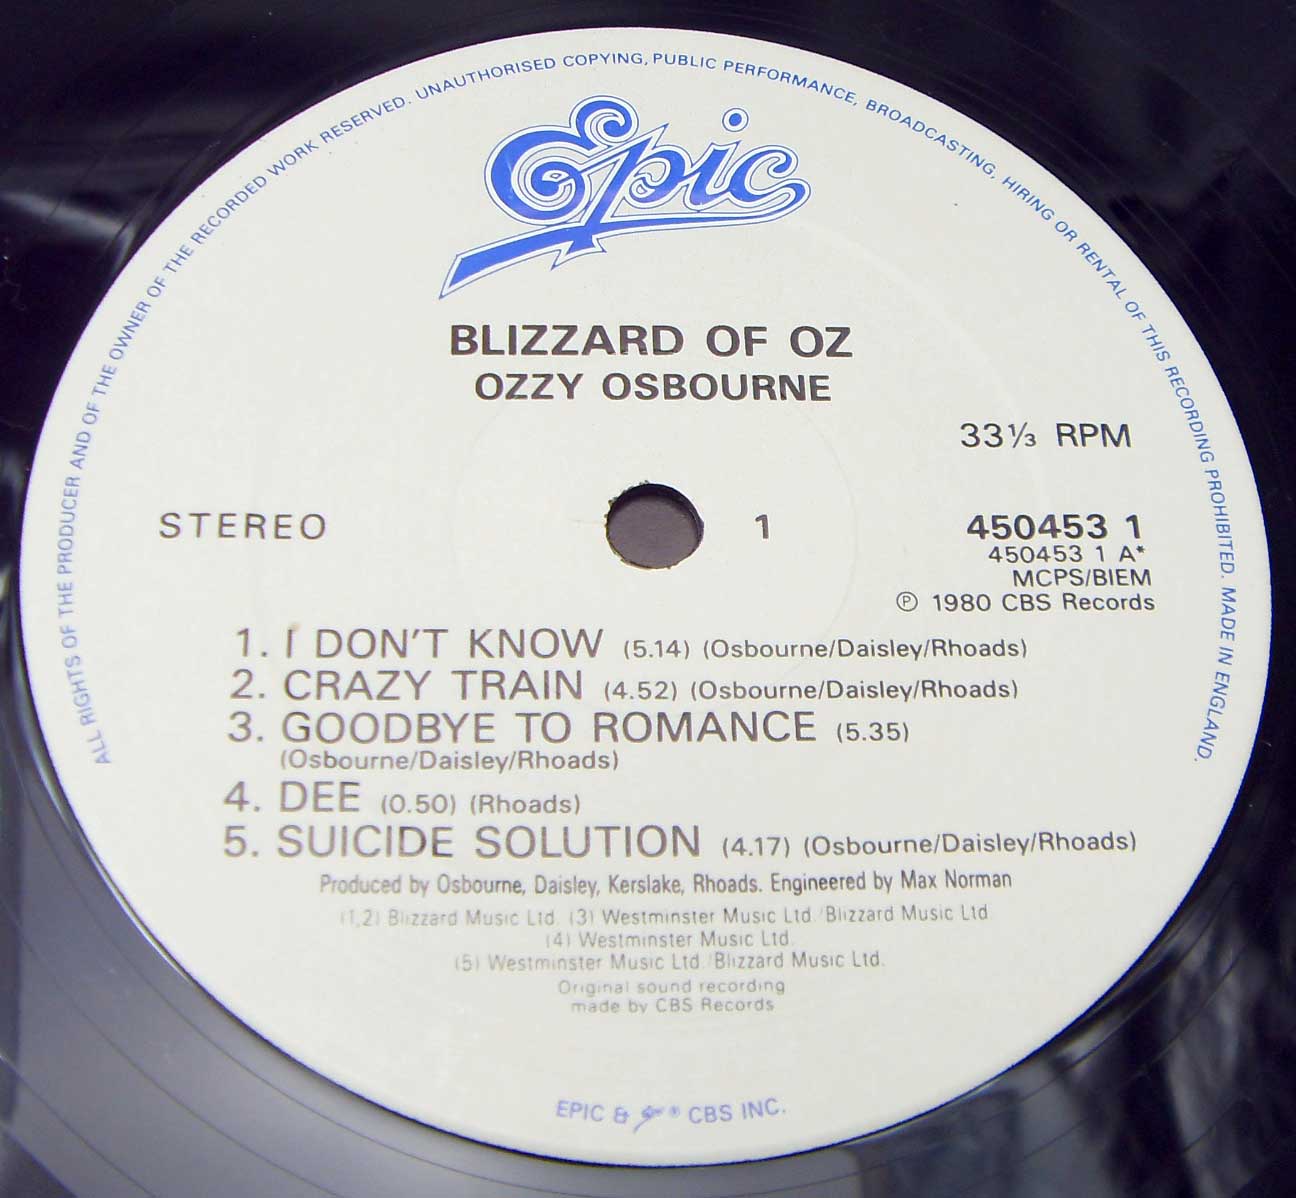 ALL RIGHTS OF THE PRODUCER AND OF THE OWNER OF THE RECORDED WORK RESERVED. UNAUTHORISED COPYING, PUBLIC PERFORMANCE, BROADCASTING, HIRING OR RENTAL OF THIS RECORDING PROHIBITED. MADE IN ENGLAND.
Epic
BLIZZARD OF OZ
OZZY OSBOURNE
33⅓ RPM
STEREO
1
450453 1
450453 1 A*
MCPS/BIEM
℗ 1980 CBS Records
1. I DON'T KNOW (5.14) (Osbourne/Daisley/Rhoads)
2. CRAZY TRAIN (4.52) (Osbourne/Daisley/Rhoads)
3. GOODBYE TO ROMANCE (5.35)
(Osbourne/Daisley/Rhoads)
4. DEE (0.50) (Rhoads)
5. SUICIDE SOLUTION (4.17) (Osbourne/Daisley/Rhoads)
Produced by Osbourne, Daisley, Kerslake, Rhoads. Engineered by Max Norman
(1,2) Blizzard Music Ltd. (3) Westminster Music Ltd./Blizzard Music Ltd
(4) Westminster Music Ltd.
(5) Westminster Music Ltd./Blizzard Music Ltd.
Original sound recording
made by CBS Records
EPIC & Epic ® CBS INC.